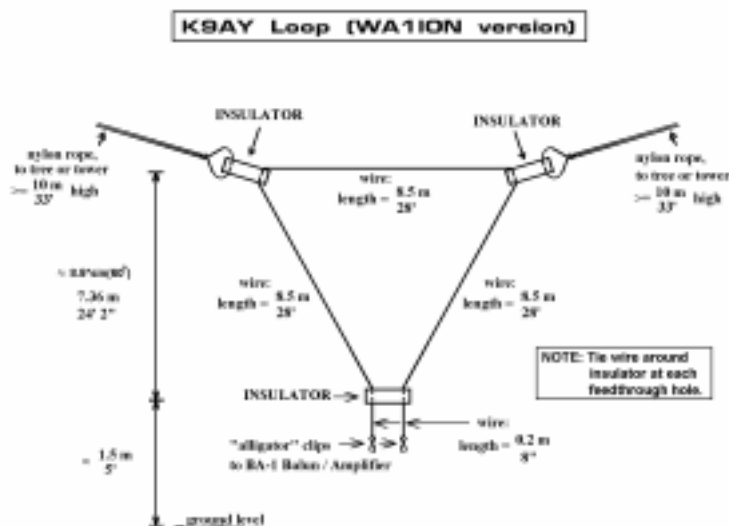 K9AY Loop (WA1ION version)
INSULATOR
INSULATOR
nylon rope,
to tree or tower
>= 10 m high
33'
wire:
length = 8.5 m
28'
nylon rope,
to tree or tower
>= 10 m high
33'
7.36 m
24' 2"
wire:
length = 8.5 m
28'
wire:
length = 8.5 m
28'
NOTE: Tie wire around
insulator at each
feedthrough hole.
INSULATOR
wire:
length = 0.2 m
8"
"alligator" clips
to BA-1 Balun / Amplifier
= 1.5 m
5'
ground level